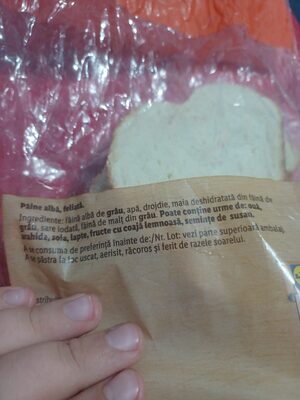 Pâine albă, feliată.
Ingrediente: făină albă de grâu, apă, drojdie, maia deshidratată din făină de
grâu, sare iodată, făină de malț din grâu. Poate conține urme de: ouă,
rahida, soia, lapte, fructe cu coajă lemnoasă, semințe de susan.
A se consuma de preferință înainte de:/Nr. Lot: vezi parte superioară ambalaj.
A se păstra la loc uscat, aerisit, răcoros și ferit de razele soarelui.